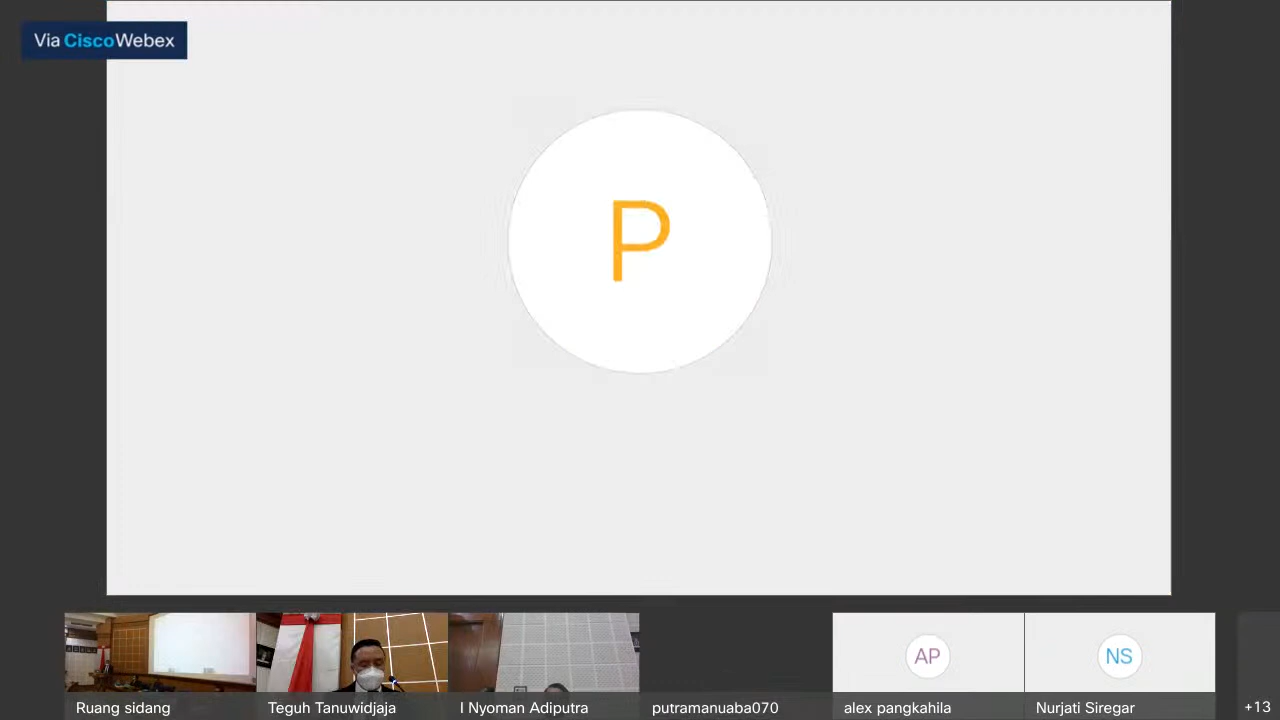 Via CiscoWebex
P
AP
NS
Ruang sidang
Teguh Tanuwidjaja
I Nyoman Adiputra
putramanuaba070
alex pangkahila
Nurjati Siregar
+13